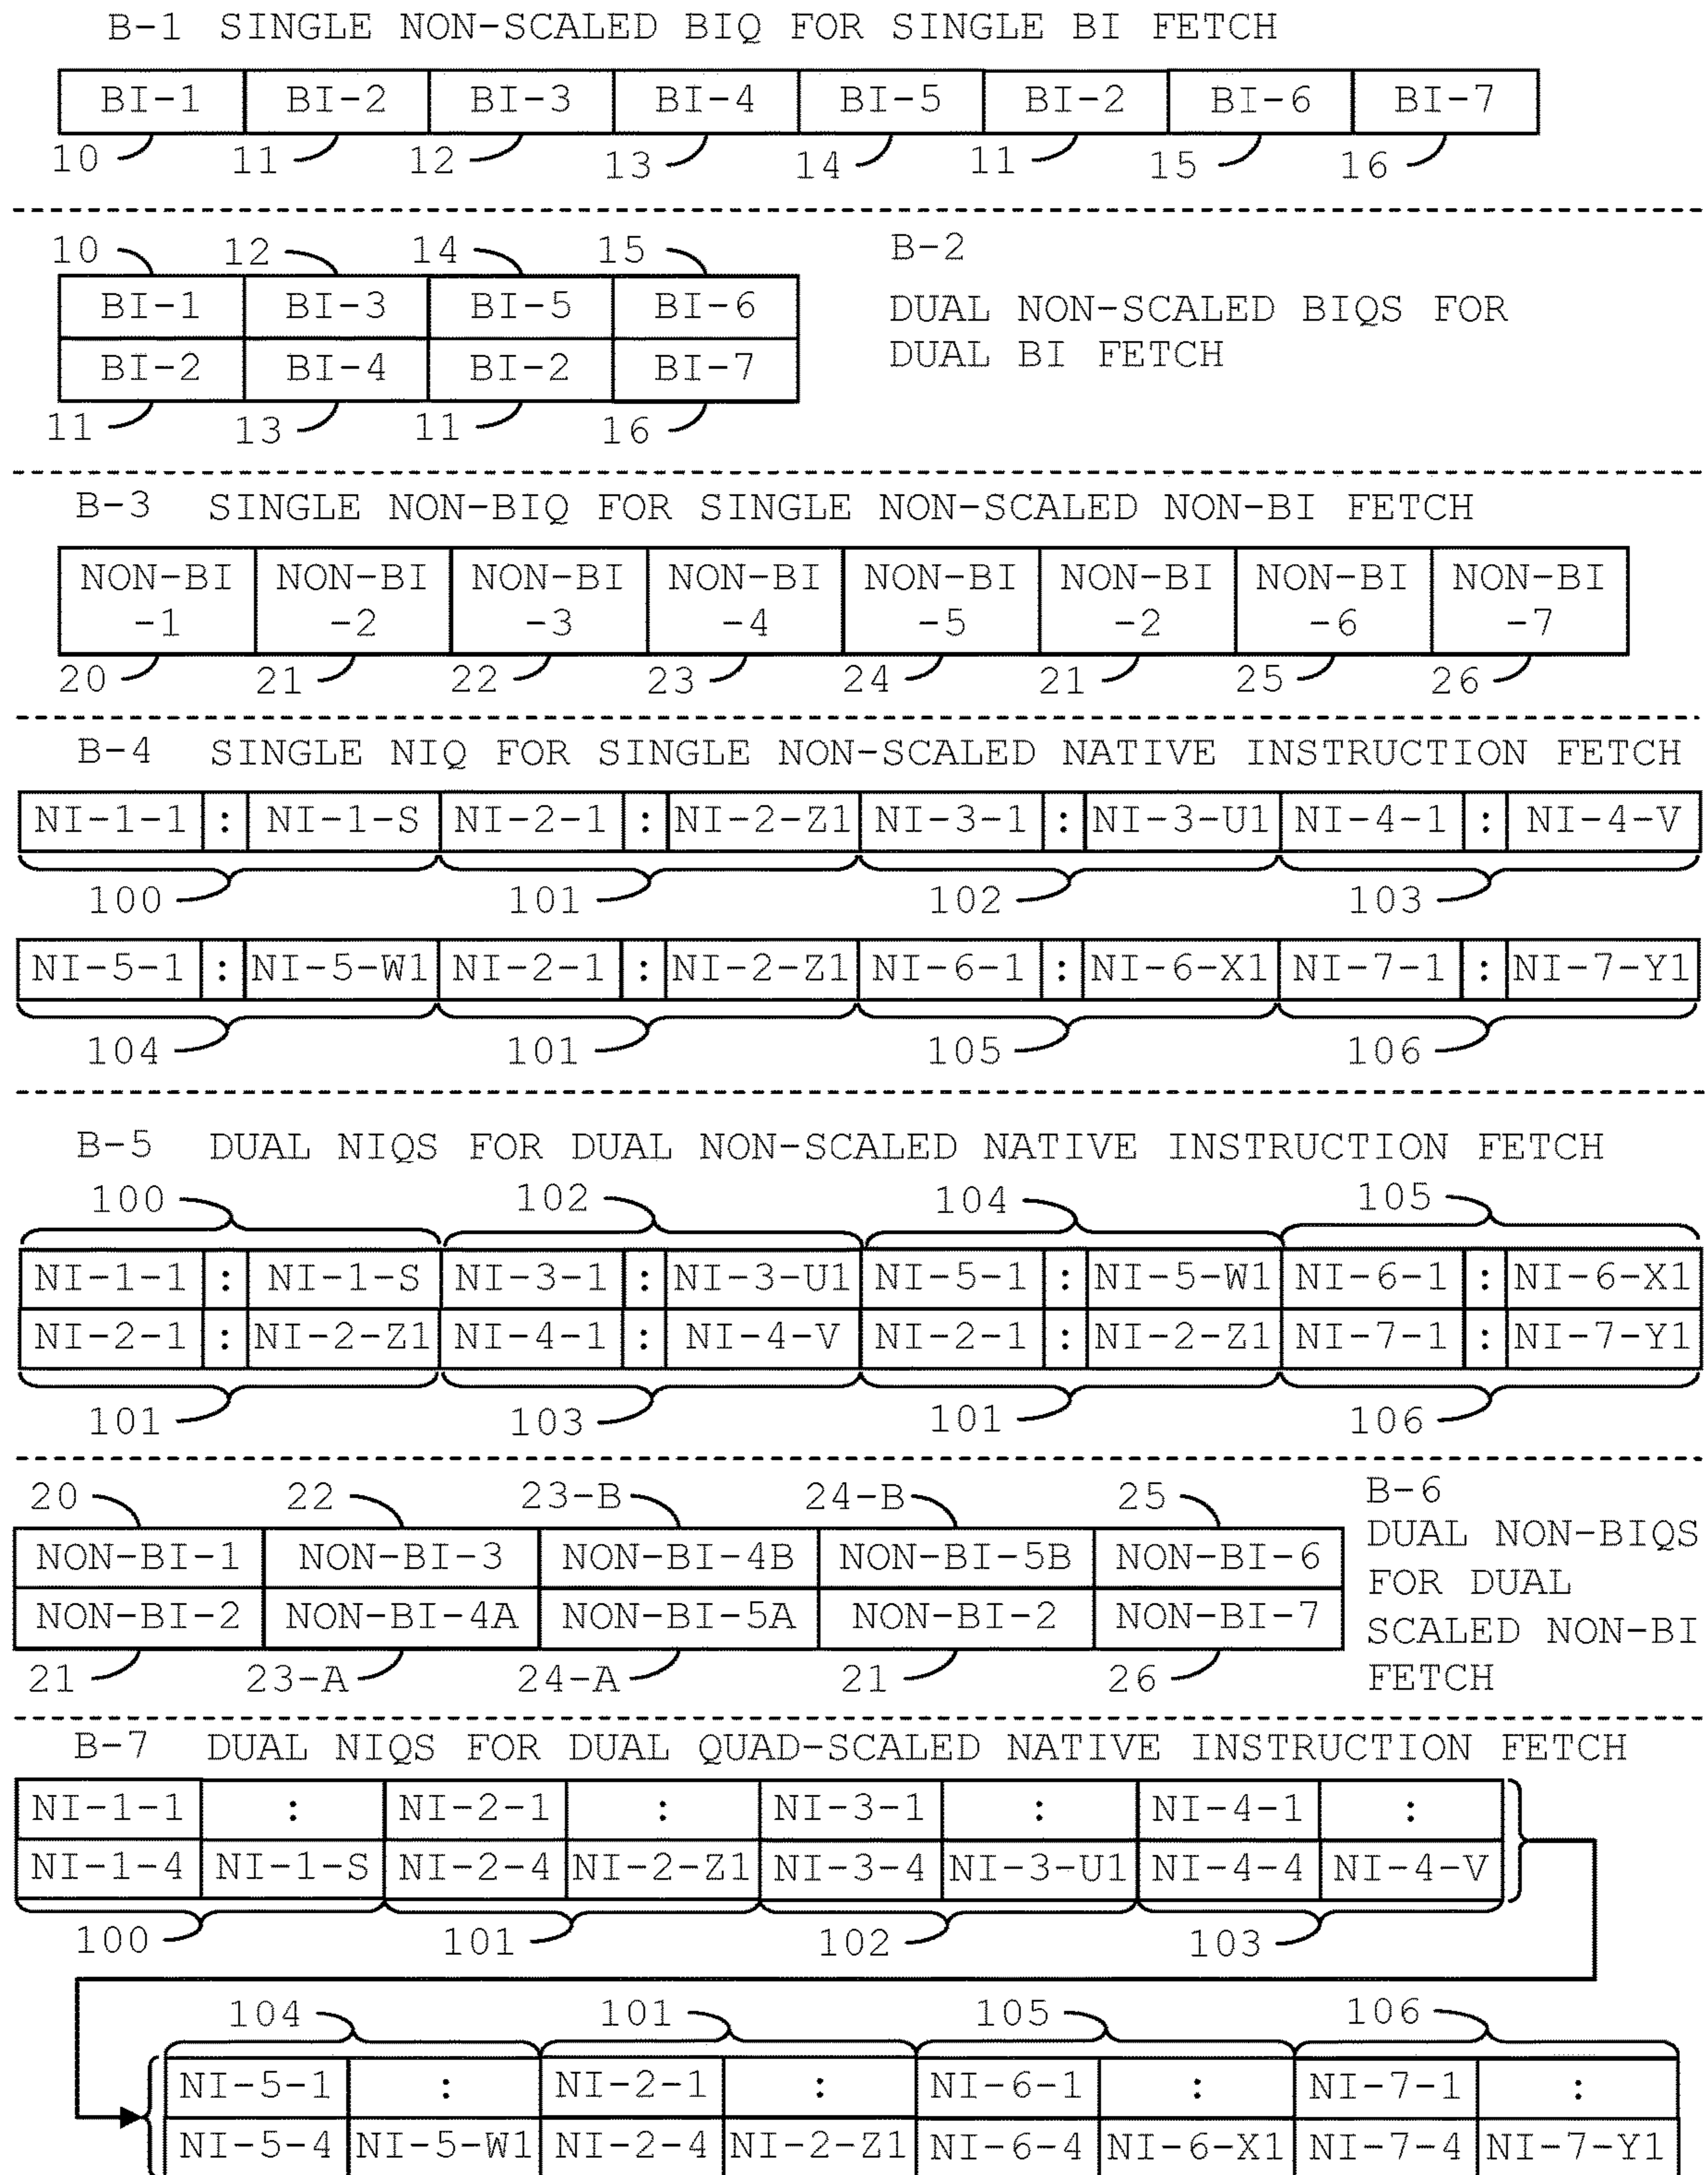 B-1 SINGLE NON-SCALED BIQ FOR SINGLE BI FETCH
BI-1 BI-2 BI-3 BI-4 BI-5 BI-2 BI-6 BI-7
10 11 12 13 14 11 15 16
10 12 14 15
BI-1 BI-3 BI-5 BI-6
BI-2 BI-4 BI-2 BI-7
11 13 11 16
B-2
DUAL NON-SCALED BIQS FOR
DUAL BI FETCH
B-3 SINGLE NON-BIQ FOR SINGLE NON-SCALED NON-BI FETCH
NON-BI NON-BI NON-BI NON-BI NON-BI NON-BI NON-BI NON-BI
-1 -2 -3 -4 -5 -2 -6 -7
20 21 22 23 24 21 25 26
B-4 SINGLE NIQ FOR SINGLE NON-SCALED NATIVE INSTRUCTION FETCH
NI-1-1 : NI-1-S NI-2-1 : NI-2-Z1 NI-3-1 : NI-3-U1 NI-4-1 : NI-4-V
100 101 102 103
NI-5-1 : NI-5-W1 NI-2-1 : NI-2-Z1 NI-6-1 : NI-6-X1 NI-7-1 : NI-7-Y1
104 101 105 106
B-5 DUAL NIQS FOR DUAL NON-SCALED NATIVE INSTRUCTION FETCH
100 102 104 105
NI-1-1 : NI-1-S NI-3-1 : NI-3-U1 NI-5-1 : NI-5-W1 NI-6-1 : NI-6-X1
NI-2-1 : NI-2-Z1 NI-4-1 : NI-4-V NI-2-1 : NI-2-Z1 NI-7-1 : NI-7-Y1
101 103 101 106
20 22 23-B 24-B 25
NON-BI-1 NON-BI-3 NON-BI-4B NON-BI-5B NON-BI-6
NON-BI-2 NON-BI-4A NON-BI-5A NON-BI-2 NON-BI-7
21 23-A 24-A 21 26
B-6
DUAL NON-BIQS
FOR DUAL
SCALED NON-BI
FETCH
B-7 DUAL NIQS FOR DUAL QUAD-SCALED NATIVE INSTRUCTION FETCH
NI-1-1 : NI-2-1 : NI-3-1 : NI-4-1 :
NI-1-4 NI-1-S NI-2-4 NI-2-Z1 NI-3-4 NI-3-U1 NI-4-4 NI-4-V
100 101 102 103
104 101 105 106
NI-5-1 : NI-2-1 : NI-6-1 : NI-7-1 :
NI-5-4 NI-5-W1 NI-2-4 NI-2-Z1 NI-6-4 NI-6-X1 NI-7-4 NI-7-Y1